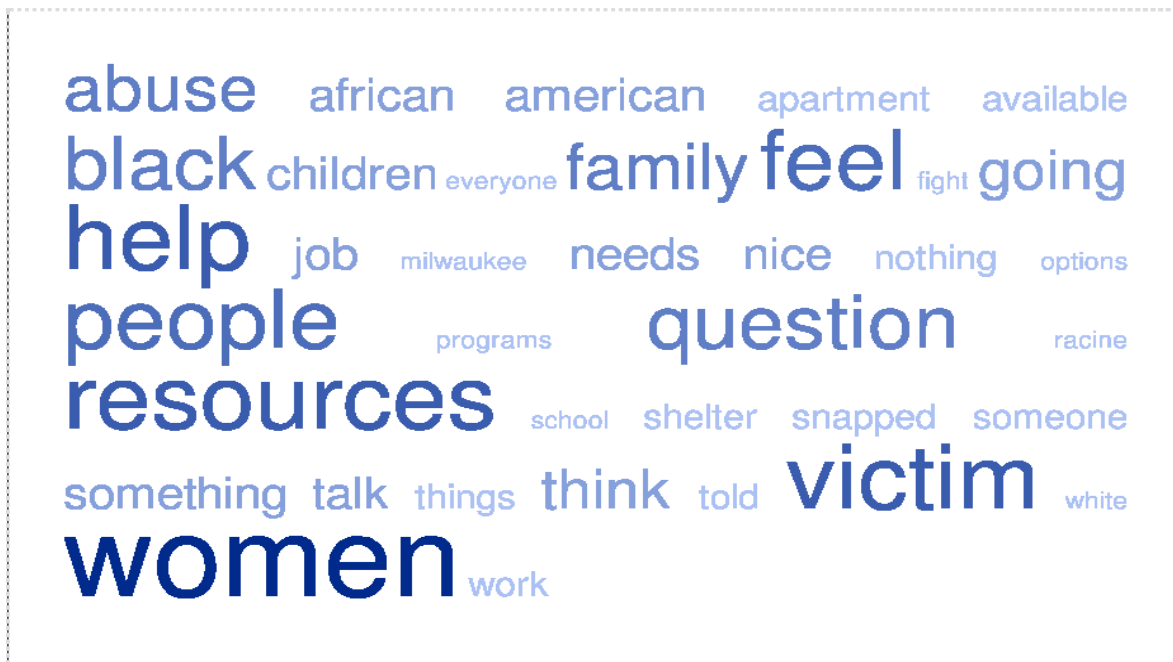 abuse african american apartment available
black children everyone family feel fight going
help job milwaukee needs nice nothing options
people programs question racine
resources school shelter snapped someone
something talk things think told victim white
women work